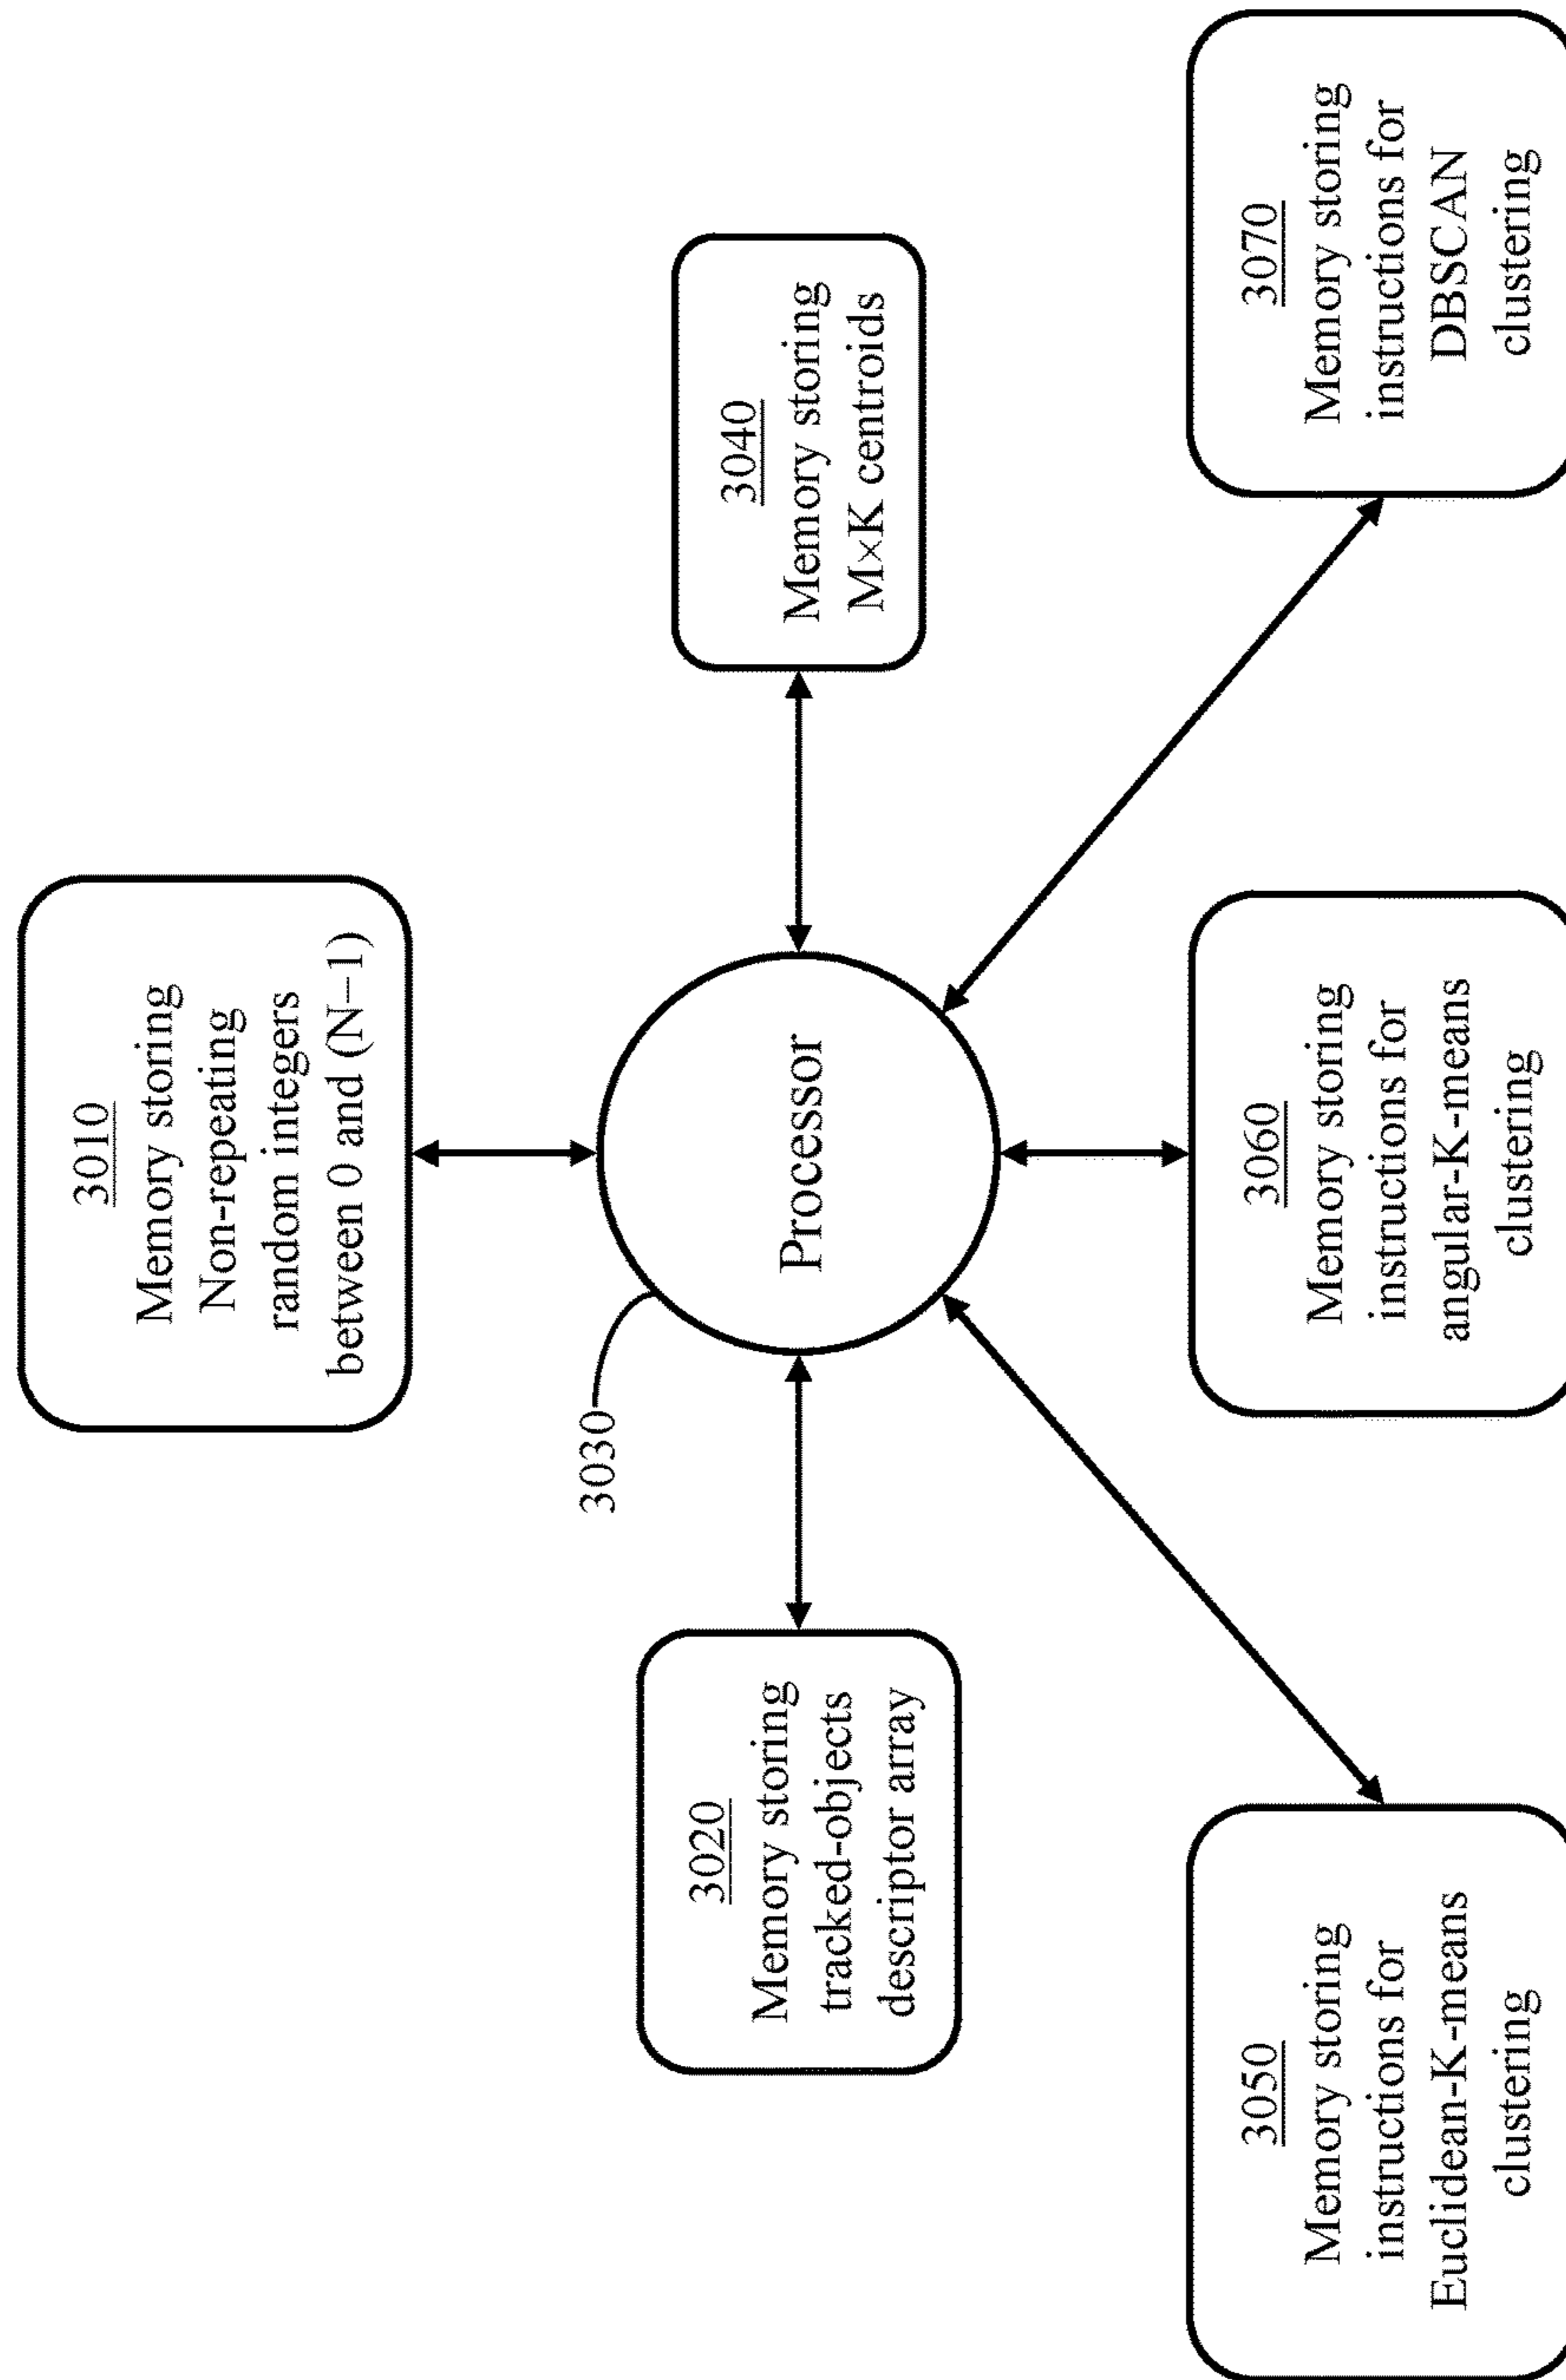 3010
Memory storing
Non-repeating
random integers
between 0 and (N−1)
3020
Memory storing
tracked-objects
descriptor array
3030
Processor
3040
Memory storing
M×K centroids
3050
Memory storing
instructions for
Euclidean-K-means
clustering
3060
Memory storing
instructions for
angular-K-means
clustering
3070
Memory storing
instructions for
DBSCAN
clustering